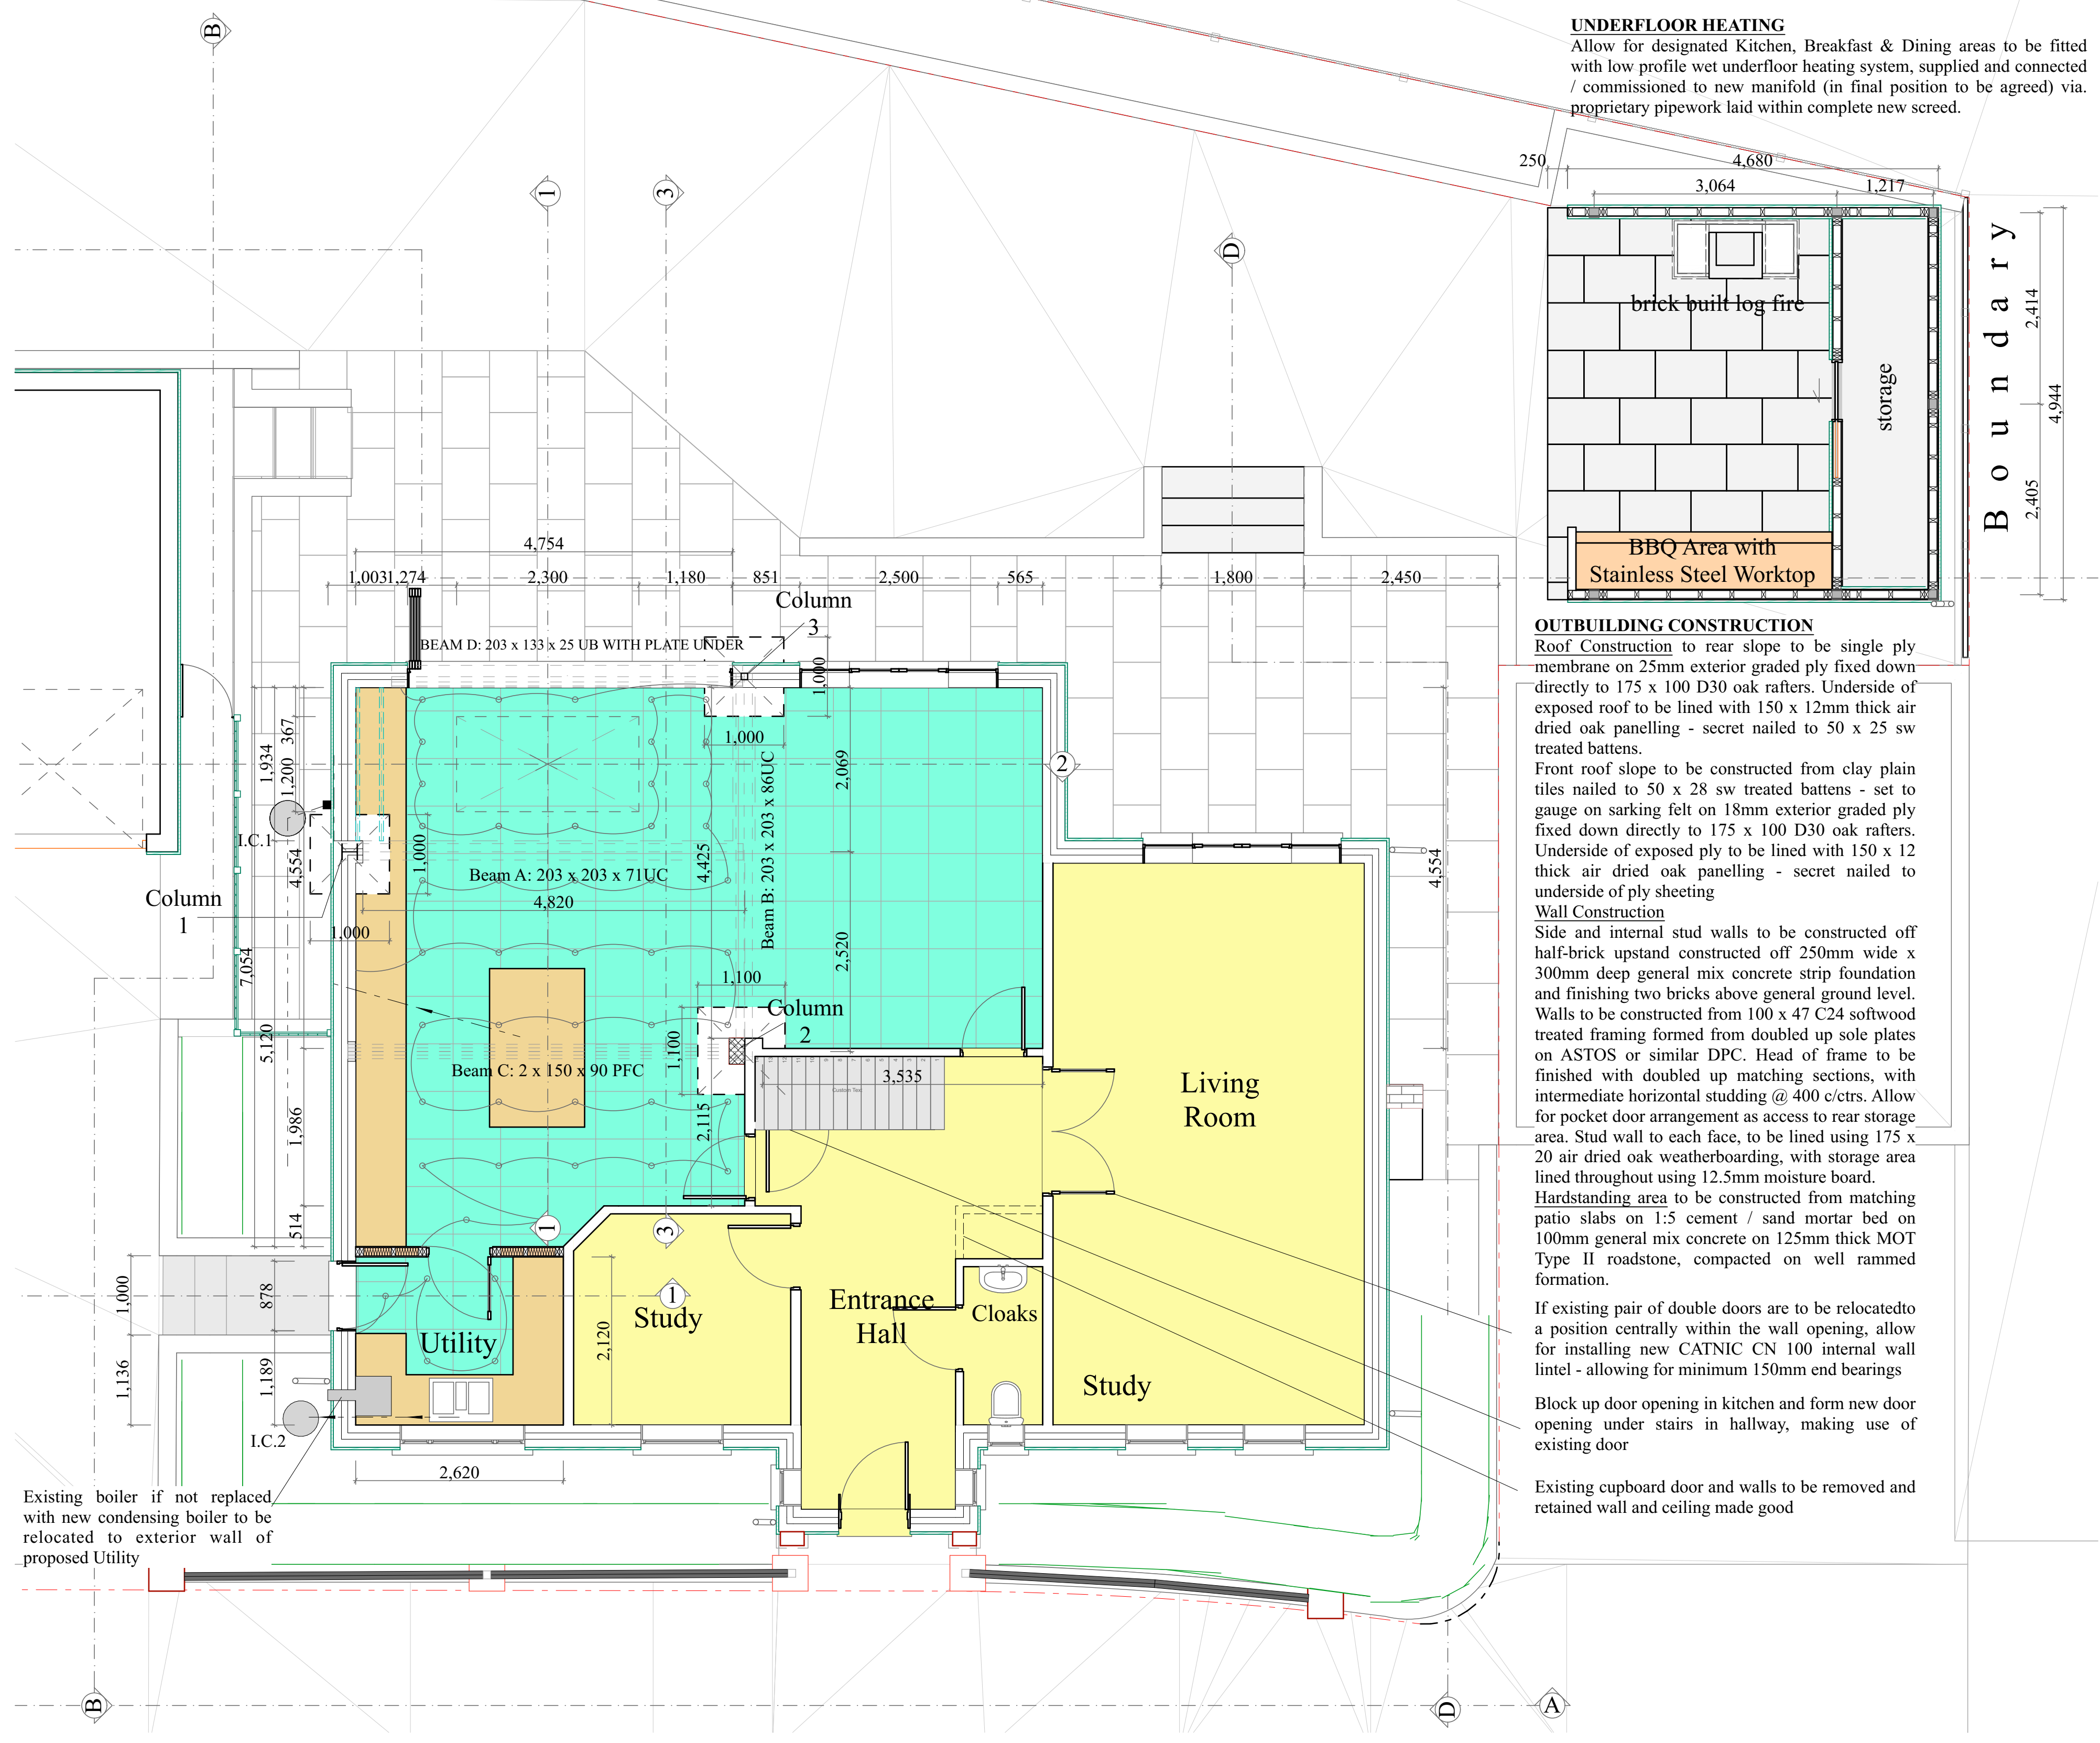 UNDERFLOOR HEATING
Allow for designated Kitchen, Breakfast & Dining areas to be fitted
with low profile wet underfloor heating system, supplied and connected
/ commissioned to new manifold (in final position to be agreed) via.
proprietary pipework laid within complete new screed.
B
1
3
D
250
4,680
3,064
1,217
brick built log fire
storage
BBQ Area with
Stainless Steel Worktop
Boundary
2,414
4,944
2,405
4,754
1,003
1,274
2,300
1,180
851
2,500
565
1,800
2,450
Column
3
BEAM D: 203 x 133 x 25 UB WITH PLATE UNDER
1,000
1,000
367
1,934
1,200
I.C.1
4,554
Column
1
1,000
1,000
7,054
5,120
1,986
514
Beam A: 203 x 203 x 71UC
4,820
4,425
Beam B: 203 x 203 x 86UC
2,069
2,520
2
4,554
1,100
1,100
Column
2
Beam C: 2 x 150 x 90 PFC
2,115
3,535
Living
Room
1
3
1
Study
2,120
Entrance
Hall
Cloaks
Study
Utility
1,000
878
1,136
1,189
I.C.2
2,620
Existing boiler if not replaced
with new condensing boiler to be
relocated to exterior wall of
proposed Utility
OUTBUILDING CONSTRUCTION
Roof Construction to rear slope to be single ply
membrane on 25mm exterior graded ply fixed down
directly to 175 x 100 D30 oak rafters. Underside of
exposed roof to be lined with 150 x 12mm thick air
dried oak panelling - secret nailed to 50 x 25 sw
treated battens.
Front roof slope to be constructed from clay plain
tiles nailed to 50 x 28 sw treated battens - set to
gauge on sarking felt on 18mm exterior graded ply
fixed down directly to 175 x 100 D30 oak rafters.
Underside of exposed ply to be lined with 150 x 12
thick air dried oak panelling - secret nailed to
underside of ply sheeting
Wall Construction
Side and internal stud walls to be constructed off
half-brick upstand constructed off 250mm wide x
300mm deep general mix concrete strip foundation
and finishing two bricks above general ground level.
Walls to be constructed from 100 x 47 C24 softwood
treated framing formed from doubled up sole plates
on ASTOS or similar DPC. Head of frame to be
finished with doubled up matching sections, with
intermediate horizontal studding @ 400 c/ctrs. Allow
for pocket door arrangement as access to rear storage
area. Stud wall to each face, to be lined using 175 x
20 air dried oak weatherboarding, with storage area
lined throughout using 12.5mm moisture board.
Hardstanding area to be constructed from matching
patio slabs on 1:5 cement / sand mortar bed on
100mm general mix concrete on 125mm thick MOT
Type II roadstone, compacted on well rammed
formation.
If existing pair of double doors are to be relocatedto
a position centrally within the wall opening, allow
for installing new CATNIC CN 100 internal wall
lintel - allowing for minimum 150mm end bearings
Block up door opening in kitchen and form new door
opening under stairs in hallway, making use of
existing door
Existing cupboard door and walls to be removed and
retained wall and ceiling made good
B
D
A